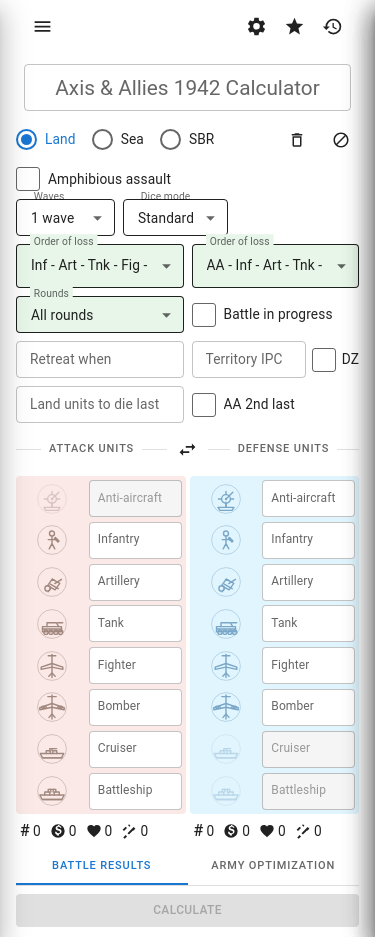 Axis & Allies 1942 Calculator
Land Sea SBR
Amphibious assault
Waves Dice mode
1 wave Standard
Order of loss Order of loss
Inf - Art - Tnk - Fig - AA - Inf - Art - Tnk -
Rounds
All rounds Battle in progress
Retreat when Territory IPC DZ
Land units to die last AA 2nd last
ATTACK UNITS DEFENSE UNITS
Anti-aircraft Anti-aircraft
Infantry Infantry
Artillery Artillery
Tank Tank
Fighter Fighter
Bomber Bomber
Cruiser Cruiser
Battleship Battleship
# 0 $ 0 0 0 # 0 $ 0 0 0
BATTLE RESULTS ARMY OPTIMIZATION
CALCULATE